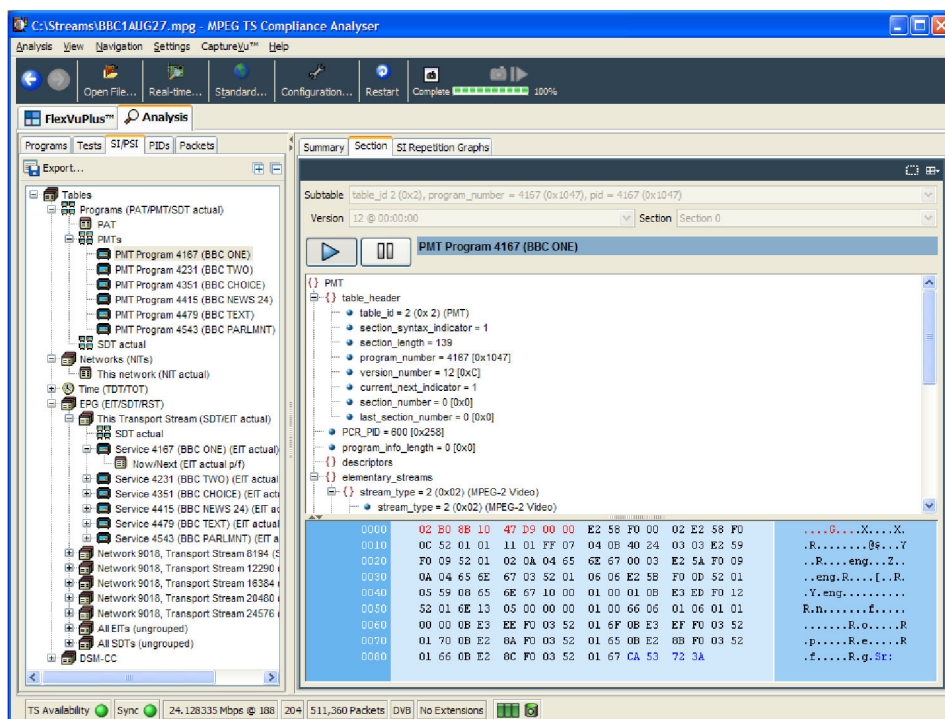 C:\Streams\BBC1AUG27.mpg - MPEG TS Compliance Analyser
Analysis View Navigation Settings CaptureVu™ Help
Open File... Real-time... Standard... Configuration... Restart Complete 100%
FlexVuPlus™ Analysis
Programs Tests SI/PSI PIDs Packets
Export...
Tables
Programs (PAT/PMT/SDT actual)
PAT
PMTs
PMT Program 4167 (BBC ONE)
PMT Program 4231 (BBC TWO)
PMT Program 4351 (BBC CHOICE)
PMT Program 4415 (BBC NEWS 24)
PMT Program 4479 (BBC TEXT)
PMT Program 4543 (BBC PARLMNT)
SDT actual
Networks (NITs)
This network (NIT actual)
Time (TDT/TOT)
EPG (EIT/SDT/RST)
This Transport Stream (SDT/EIT actual)
SDT actual
Service 4167 (BBC ONE) (EIT actual)
Now/Next (EIT actual p/f)
Service 4231 (BBC TWO) (EIT actual
Service 4351 (BBC CHOICE) (EIT act
Service 4415 (BBC NEWS 24) (EIT a
Service 4479 (BBC TEXT) (EIT actua
Service 4543 (BBC PARLMNT) (EIT a
Network 9018, Transport Stream 8194 (S
Network 9018, Transport Stream 12290
Network 9018, Transport Stream 16384
Network 9018, Transport Stream 20480
Network 9018, Transport Stream 24576
All EITs (ungrouped)
All SDTs (ungrouped)
DSM-CC
Summary Section SI Repetition Graphs
Subtable table_id 2 (0x2), program_number = 4167 (0x1047), pid = 4167 (0x1047)
Version 12 @ 00:00:00 Section Section 0
PMT Program 4167 (BBC ONE)
{} PMT
{} table_header
table_id = 2 (0x 2) (PMT)
section_syntax_indicator = 1
section_length = 139
program_number = 4167 [0x1047]
version_number = 12 [0xC]
current_next_indicator = 1
section_number = 0 [0x0]
last_section_number = 0 [0x0]
PCR_PID = 600 [0x258]
program_info_length = 0 [0x0]
{} descriptors
{} elementary_streams
{} stream_type = 2 (0x02) (MPEG-2 Video)
stream_type = 2 (0x02) (MPEG-2 Video)
0000 02 B0 8B 10 47 D9 00 00 E2 58 F0 00 02 E2 58 F0 ....G....X....X.
0010 0C 52 01 01 11 01 FF 07 04 0B 40 24 03 03 E2 59 .R........@$...Y
0020 F0 09 52 01 02 0A 04 65 6E 67 00 03 E2 5A F0 09 ..R....eng...Z..
0030 0A 04 65 6E 67 03 52 01 06 06 E2 5B F0 0D 52 01 ..eng.R....[..R.
0040 05 59 08 65 6E 67 10 00 01 00 01 0B E3 ED F0 12 .Y.eng..........
0050 52 01 6E 13 05 00 00 00 01 00 66 06 01 06 01 01 R.n.......f.....
0060 00 00 0B E3 EE F0 03 52 01 6F 0B E3 EF F0 03 52 .......R.o.....R
0070 01 70 0B E2 8A F0 03 52 01 65 0B E2 8B F0 03 52 .p.....R.e.....R
0080 01 66 0B E2 8C F0 03 52 01 67 CA 53 72 3A .f.....R.g.Sr:
TS Availability Sync 24.128335 Mbps @ 188 204 511,360 Packets DVB No Extensions